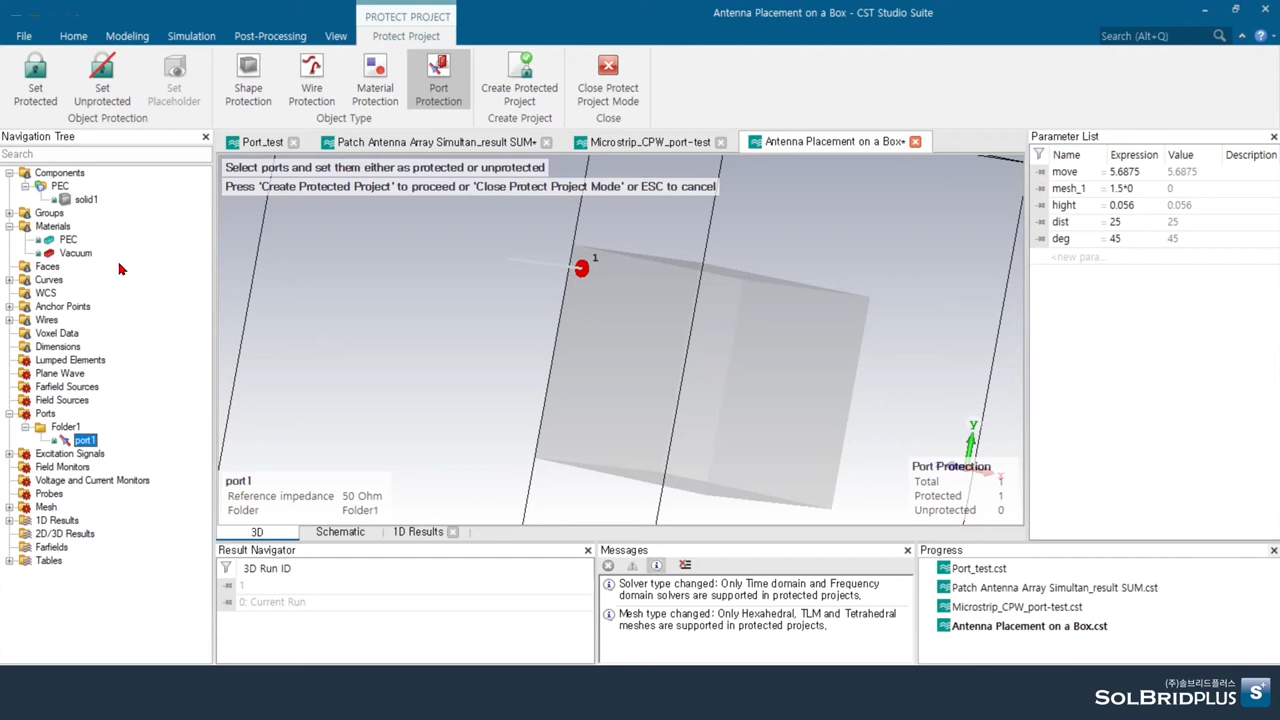 PROTECT PROJECT
Antenna Placement on a Box - CST Studio Suite
File
Home
Modeling
Simulation
Post-Processing
View
Protect Project
Search (Alt+Q)
Set Protected
Set Unprotected
Set Placeholder
Shape Protection
Wire Protection
Material Protection
Port Protection
Create Protected Project
Close Protect Project Mode
Object Protection
Object Type
Create Project
Close
Navigation Tree
Search
Components
PEC
solid1
Groups
Materials
PEC
Vacuum
Faces
Curves
WCS
Anchor Points
Wires
Voxel Data
Dimensions
Lumped Elements
Plane Wave
Farfield Sources
Field Sources
Ports
Folder1
port1
Excitation Signals
Field Monitors
Voltage and Current Monitors
Probes
Mesh
1D Results
2D/3D Results
Farfields
Tables
Port_test
Patch Antenna Array Simultan_result SUM*
Microstrip_CPW_port-test
Antenna Placement on a Box*
Select ports and set them either as protected or unprotected
Press 'Create Protected Project' to proceed or 'Close Protect Project Mode' or ESC to cancel
1
y
x
port1
Reference impedance 50 Ohm
Folder Folder1
Port Protection
Total 1
Protected 1
Unprotected 0
3D
Schematic
1D Results
Parameter List
Name Expression Value Description
move = 5.6875 5.6875
mesh_1 = 1.5*0 0
hight = 0.056 0.056
dist = 25 25
deg = 45 45
<new para...
Result Navigator
3D Run ID
1
0: Current Run
Messages
Solver type changed: Only Time domain and Frequency
domain solvers are supported in protected projects.
Mesh type changed: Only Hexahedral, TLM and Tetrahedral
meshes are supported in protected projects.
Progress
Port_test.cst
Patch Antenna Array Simultan_result SUM.cst
Microstrip_CPW_port-test.cst
Antenna Placement on a Box.cst
(주)솔브리드플러스
SOLBRIDPLUS
S+